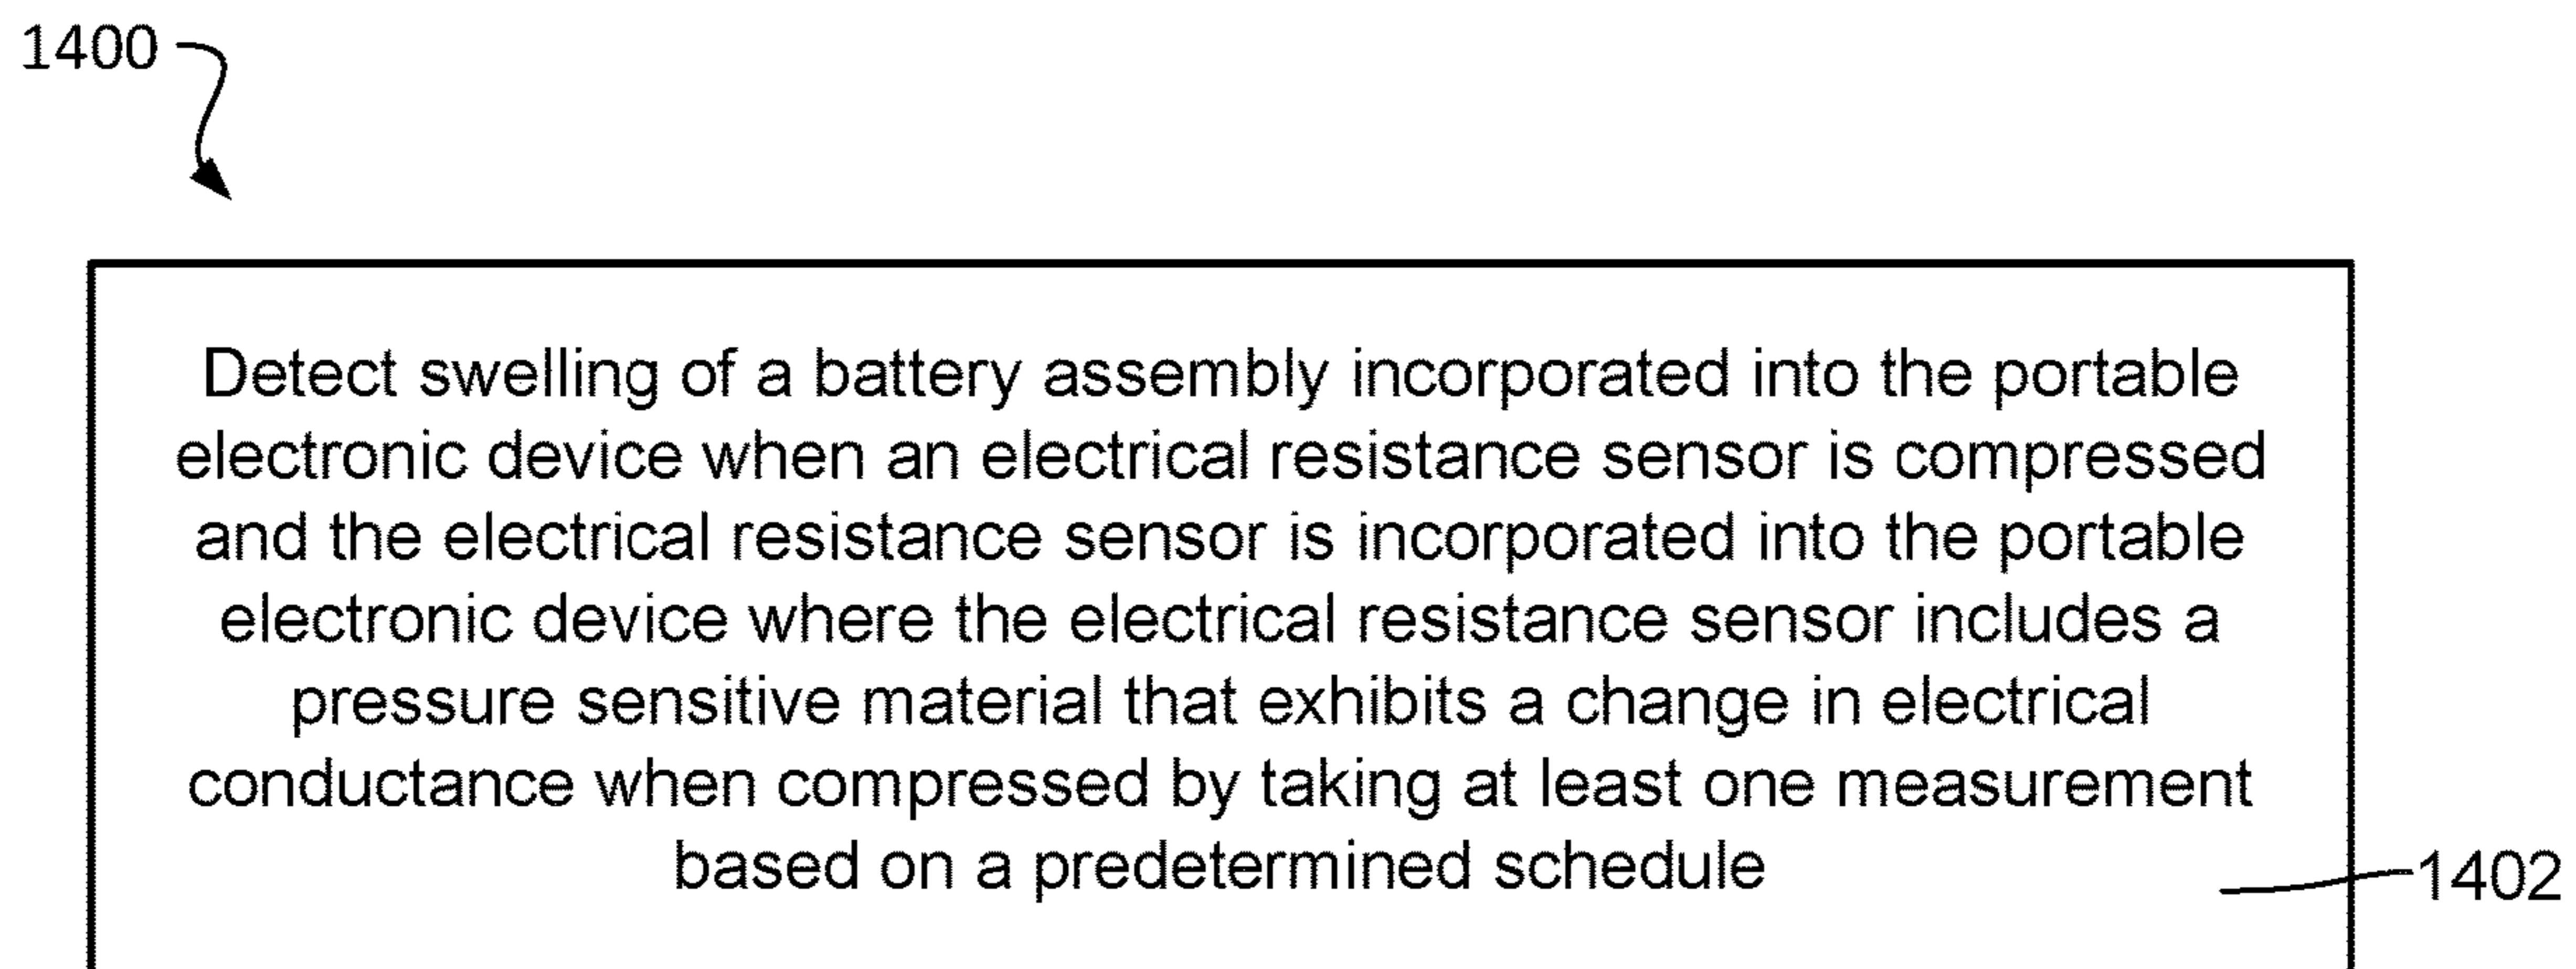 1400
Detect swelling of a battery assembly incorporated into the portable
electronic device when an electrical resistance sensor is compressed
and the electrical resistance sensor is incorporated into the portable
electronic device where the electrical resistance sensor includes a
pressure sensitive material that exhibits a change in electrical
conductance when compressed by taking at least one measurement
based on a predetermined schedule
1402